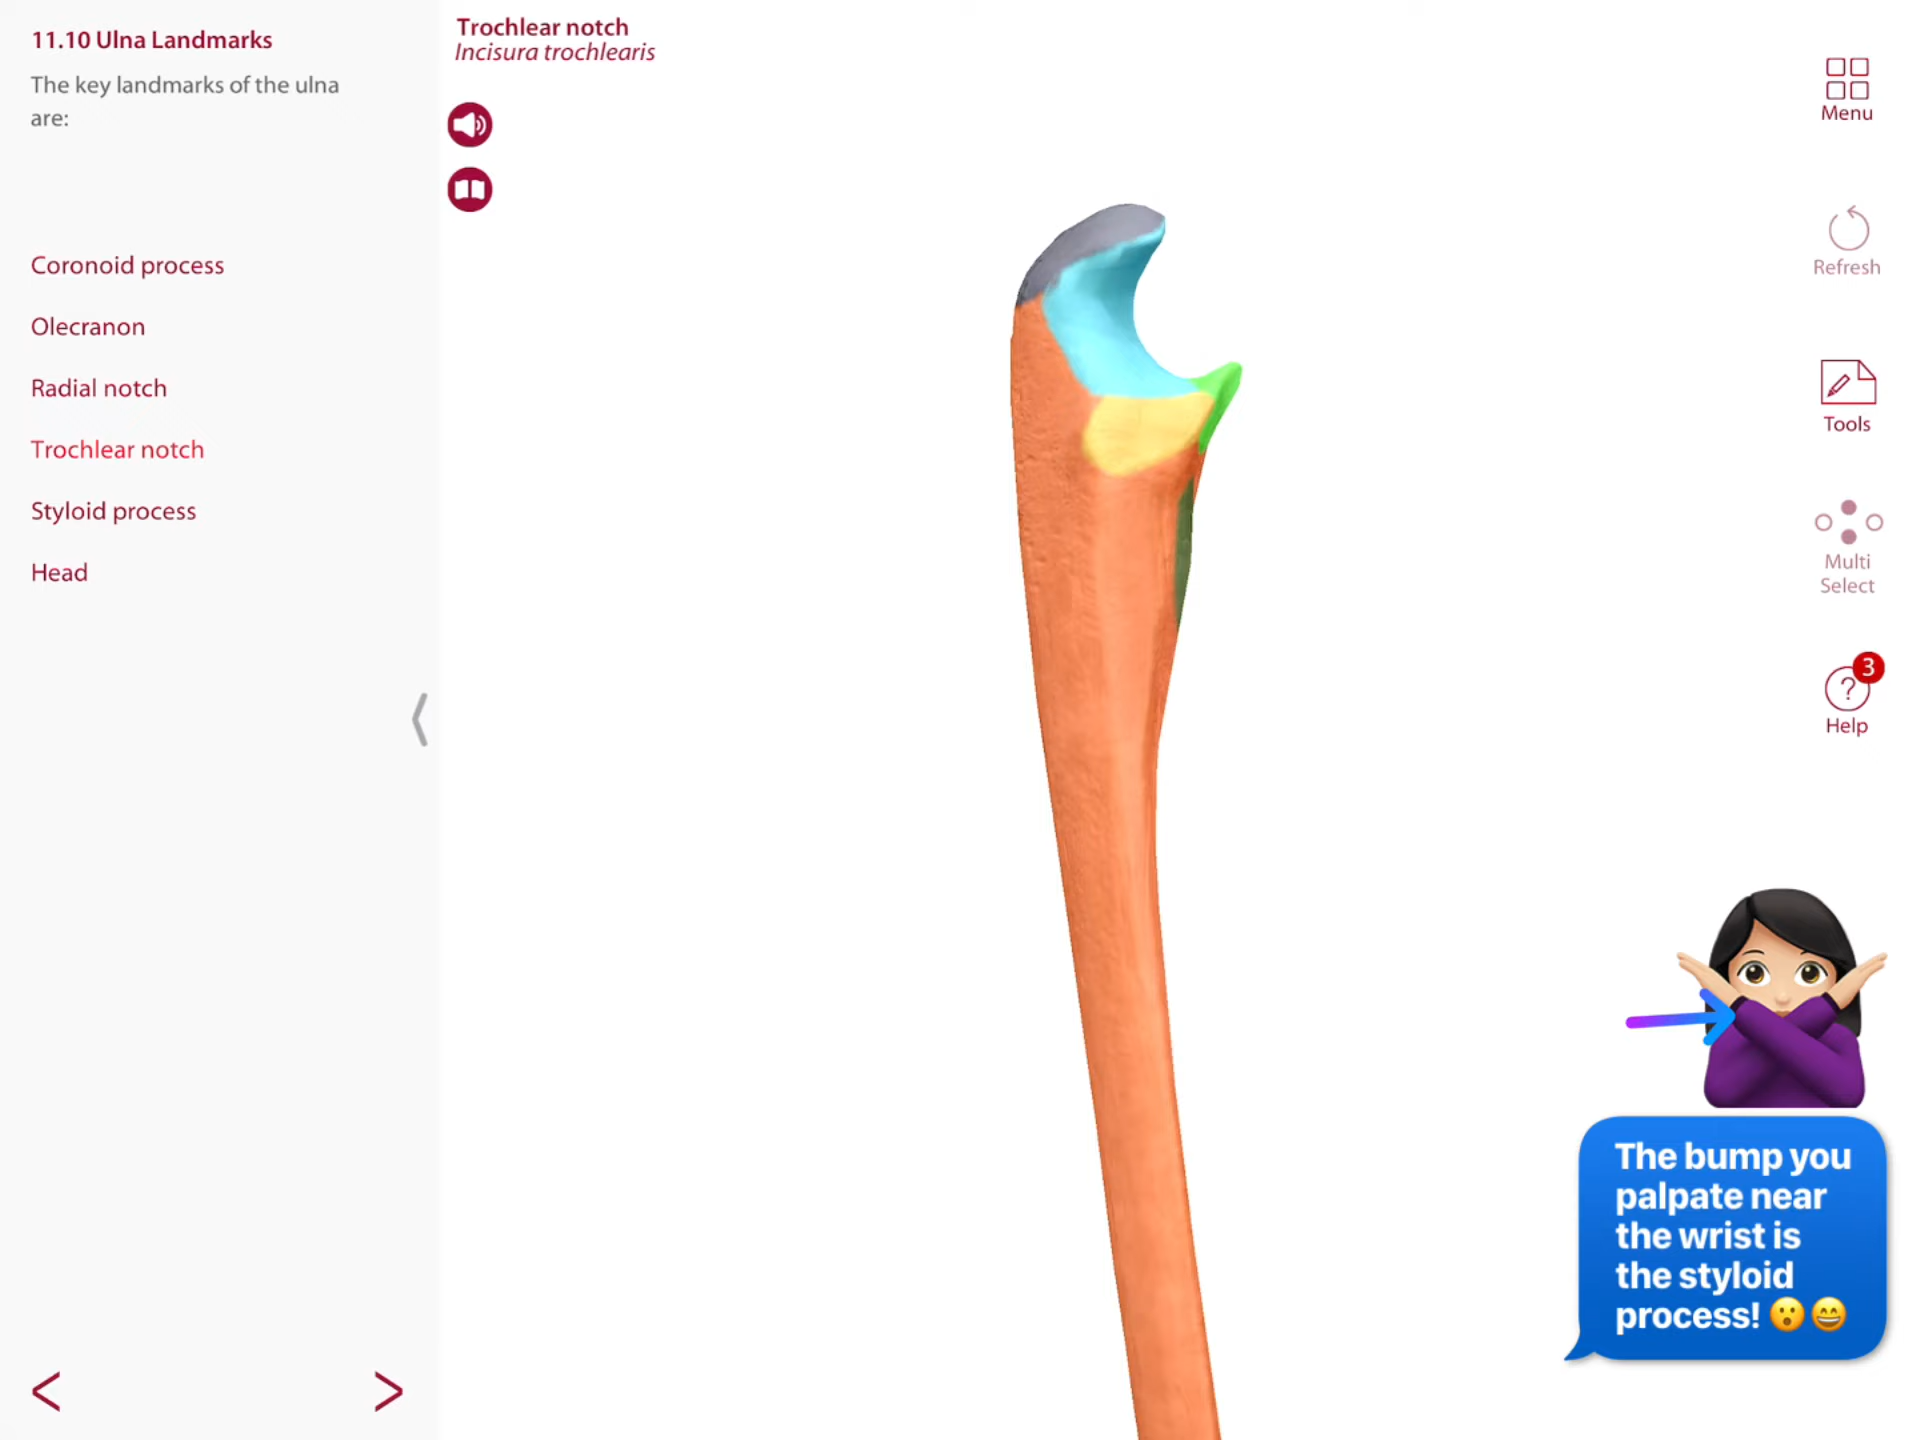 11.10 Ulna Landmarks
The key landmarks of the ulna
are:
Coronoid process
Olecranon
Radial notch
Trochlear notch
Styloid process
Head
Trochlear notch
Incisura trochlearis
Menu
Refresh
Tools
Multi
Select
3
?
Help
The bump you
palpate near
the wrist is
the styloid
process! 😮😄